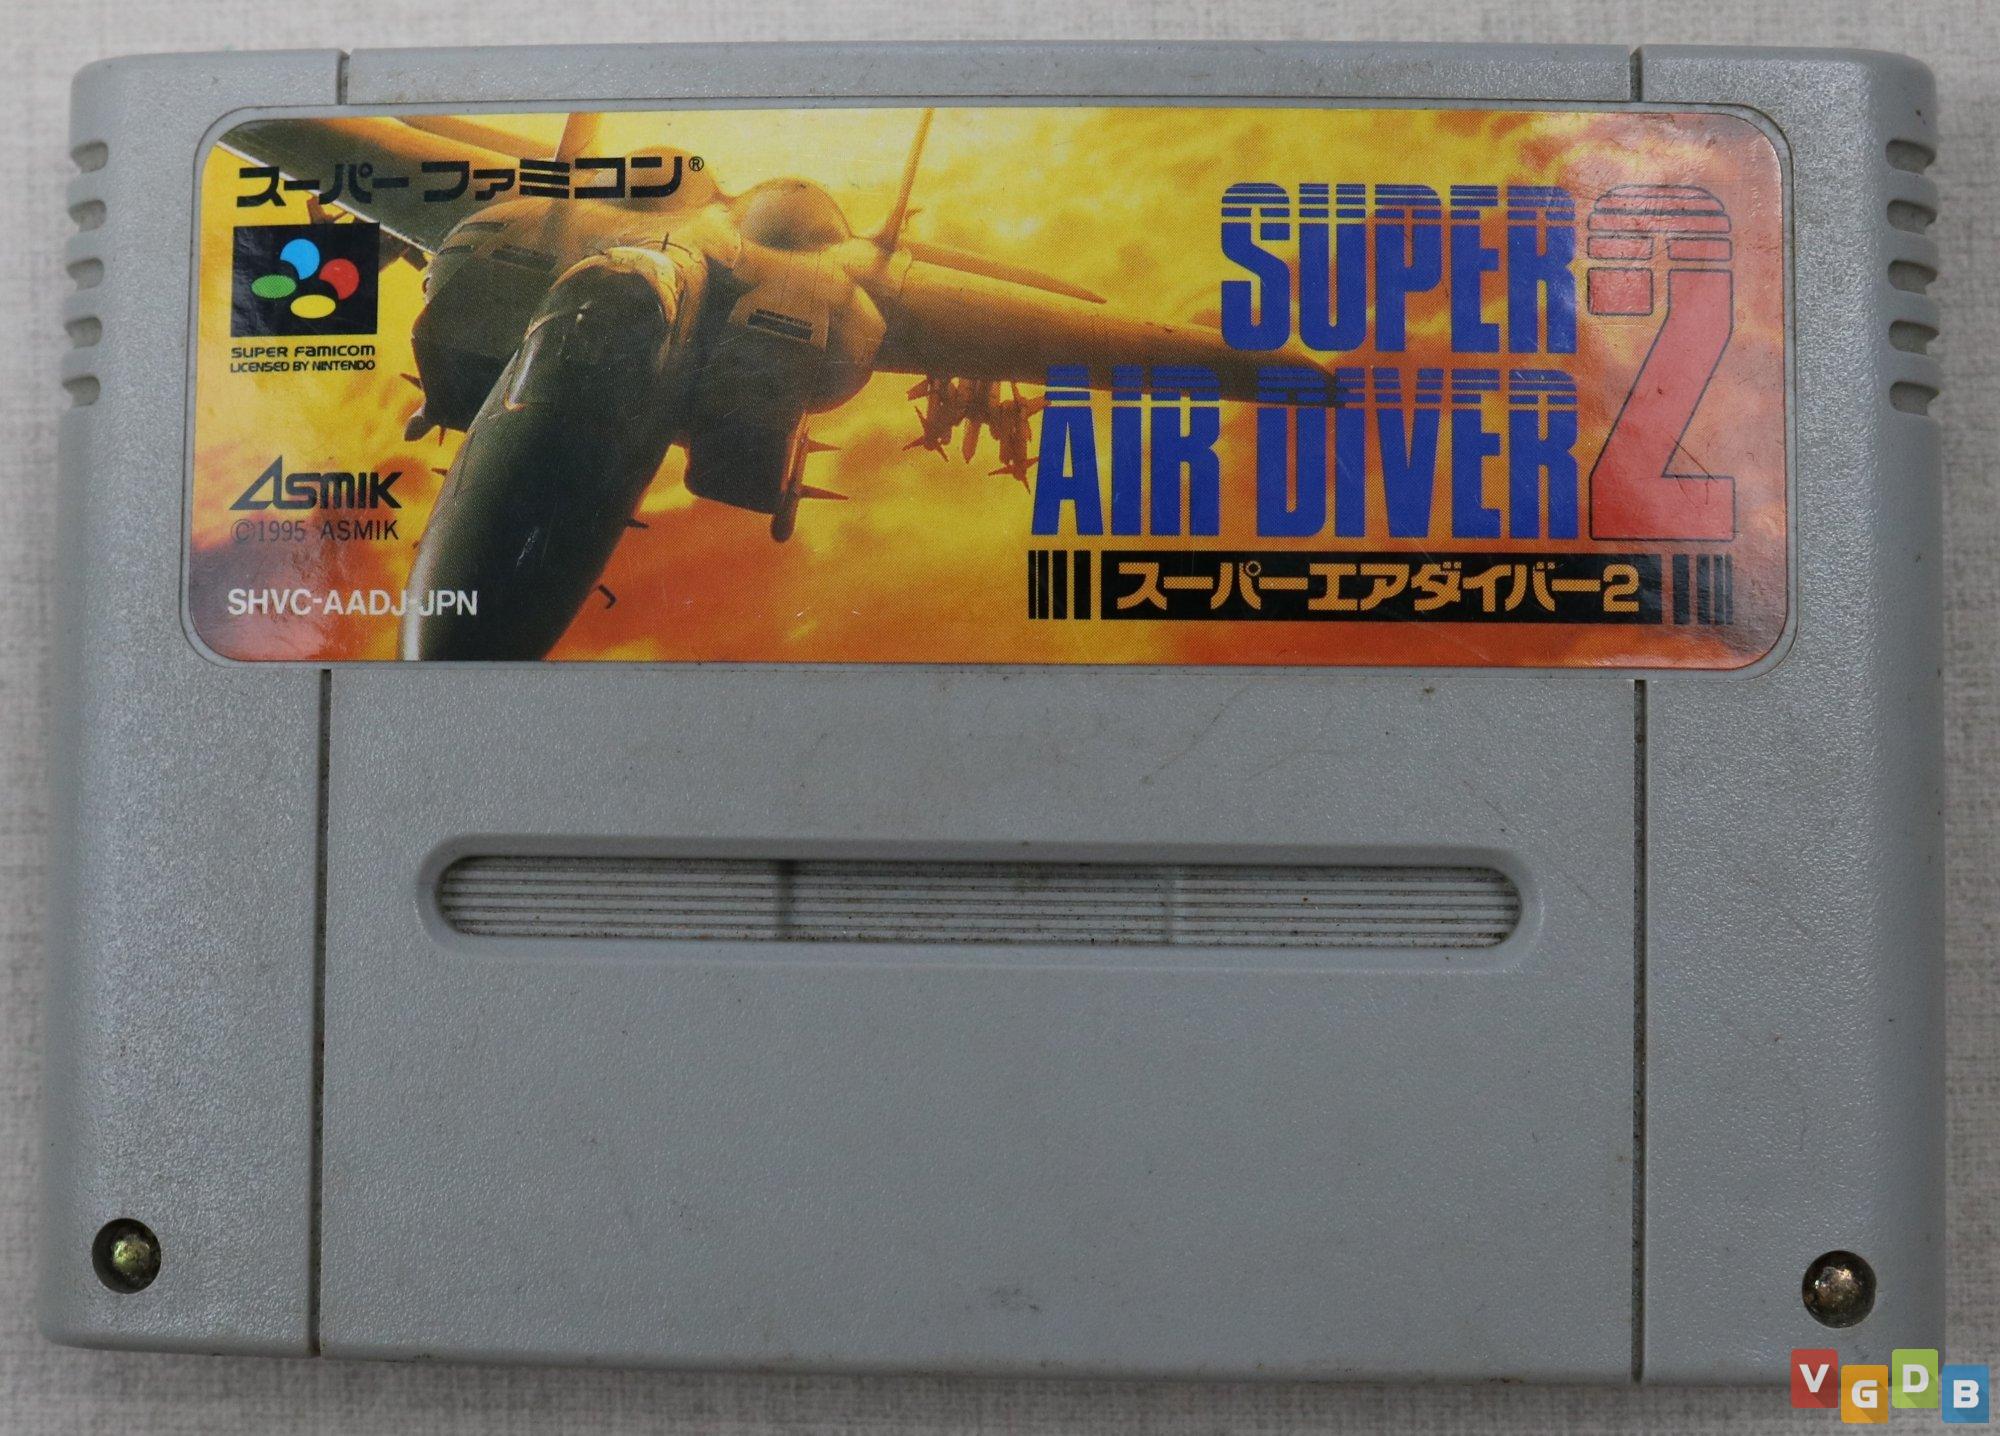 スーパーファミコン®
SUPER FAMICOM
LICENSED BY NINTENDO
ASMIK
©1995 ASMIK
SHVC-AADJ-JPN
SUPER
AIR DIVER 2
スーパーエアダイバー2
VGDB